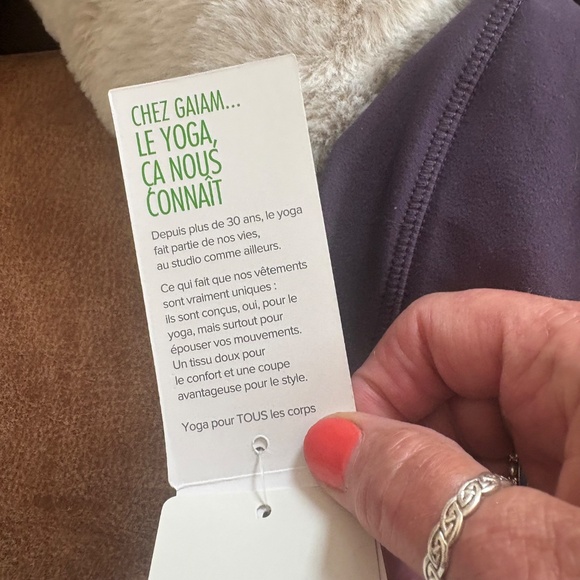 CHEZ GAIAM...
LE YOGA,
ÇA NOUS
CONNAÎT
Depuis plus de 30 ans, le yoga
fait partie de nos vies,
au studio comme ailleurs.
Ce qui fait que nos vêtements
sont vraiment uniques :
ils sont conçus, oui, pour le
yoga, mais surtout pour
épouser vos mouvements.
Un tissu doux pour
le confort et une coupe
avantageuse pour le style.
Yoga pour TOUS les corps